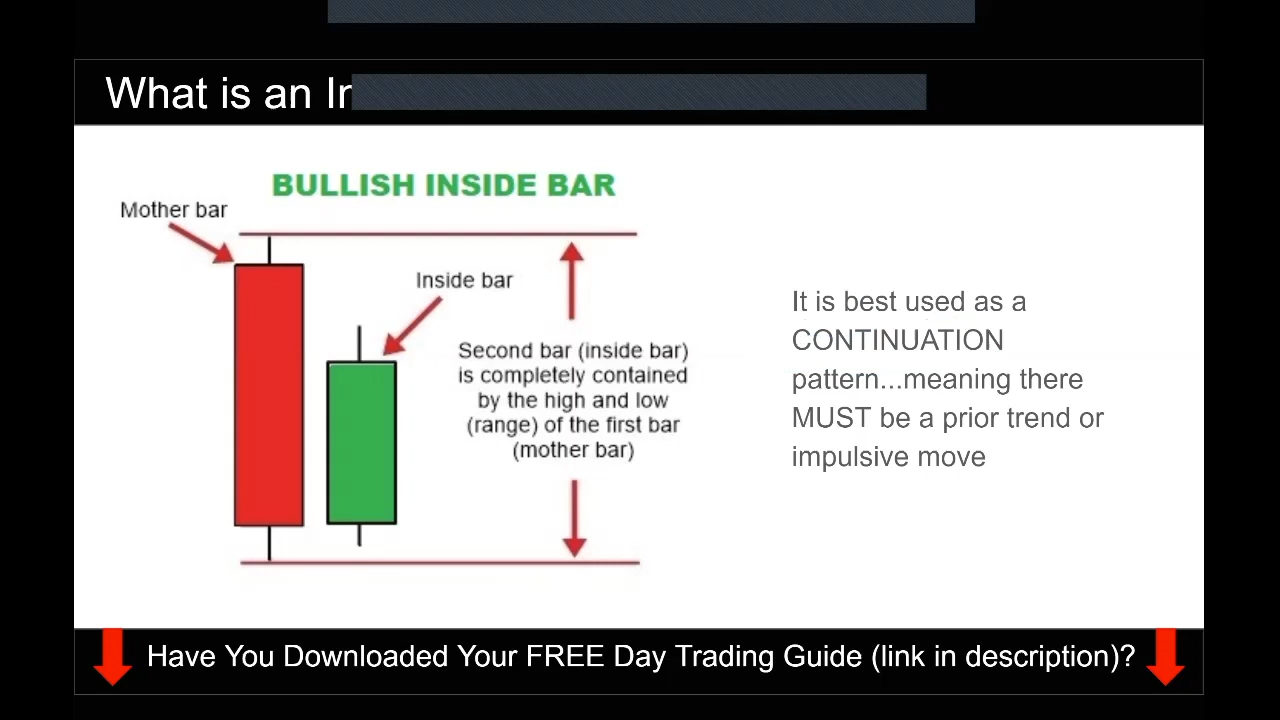 What is an
BULLISH INSIDE BAR
Mother bar
Inside bar
Second bar (inside bar)
is completely contained
by the high and low
(range) of the first bar
(mother bar)
It is best used as a
CONTINUATION
pattern...meaning there
MUST be a prior trend or
impulsive move
Have You Downloaded Your FREE Day Trading Guide (link in description)?